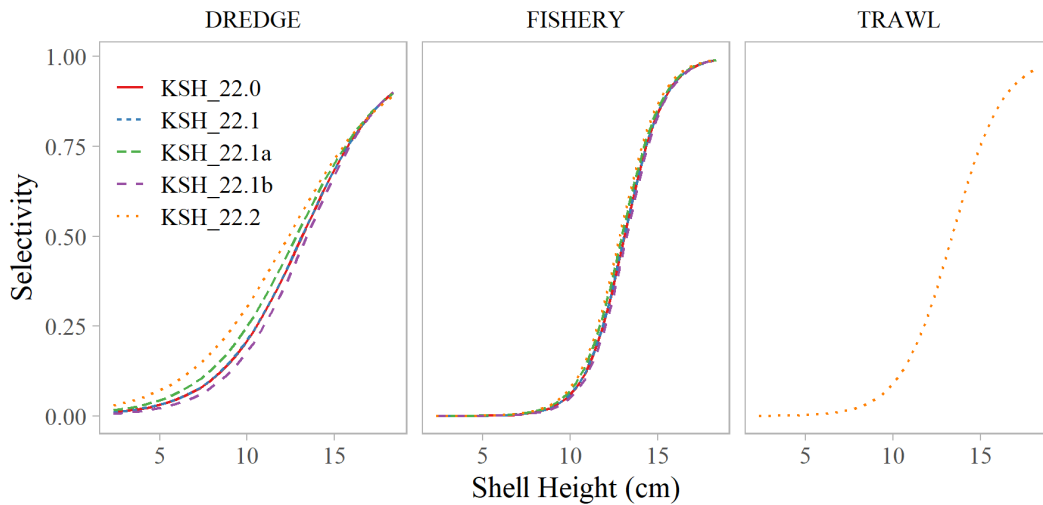 DREDGE FISHERY TRAWL
1.00
0.75
0.50
0.25
0.00
Selectivity
KSH_22.0
KSH_22.1
KSH_22.1a
KSH_22.1b
KSH_22.2
5 10 15 5 10 15 5 10 15
Shell Height (cm)